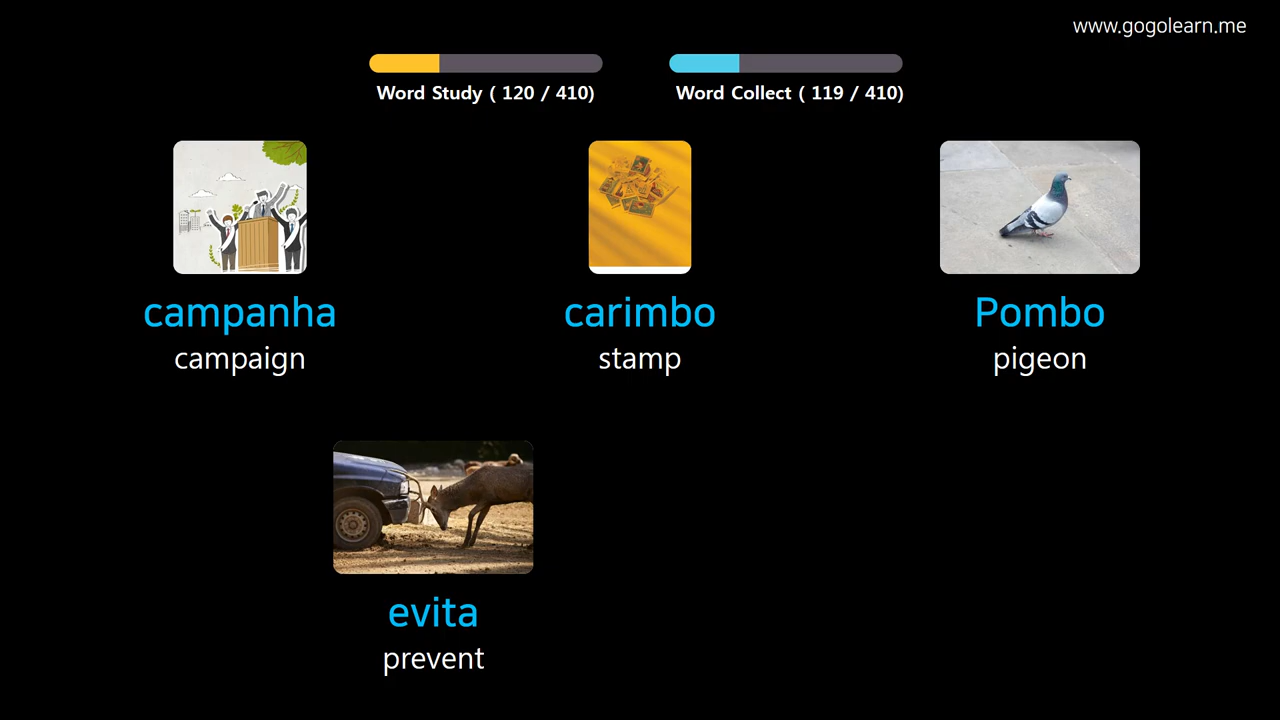 www.gogolearn.me
Word Study ( 120 / 410)
Word Collect ( 119 / 410)
campanha
campaign
carimbo
stamp
Pombo
pigeon
evita
prevent